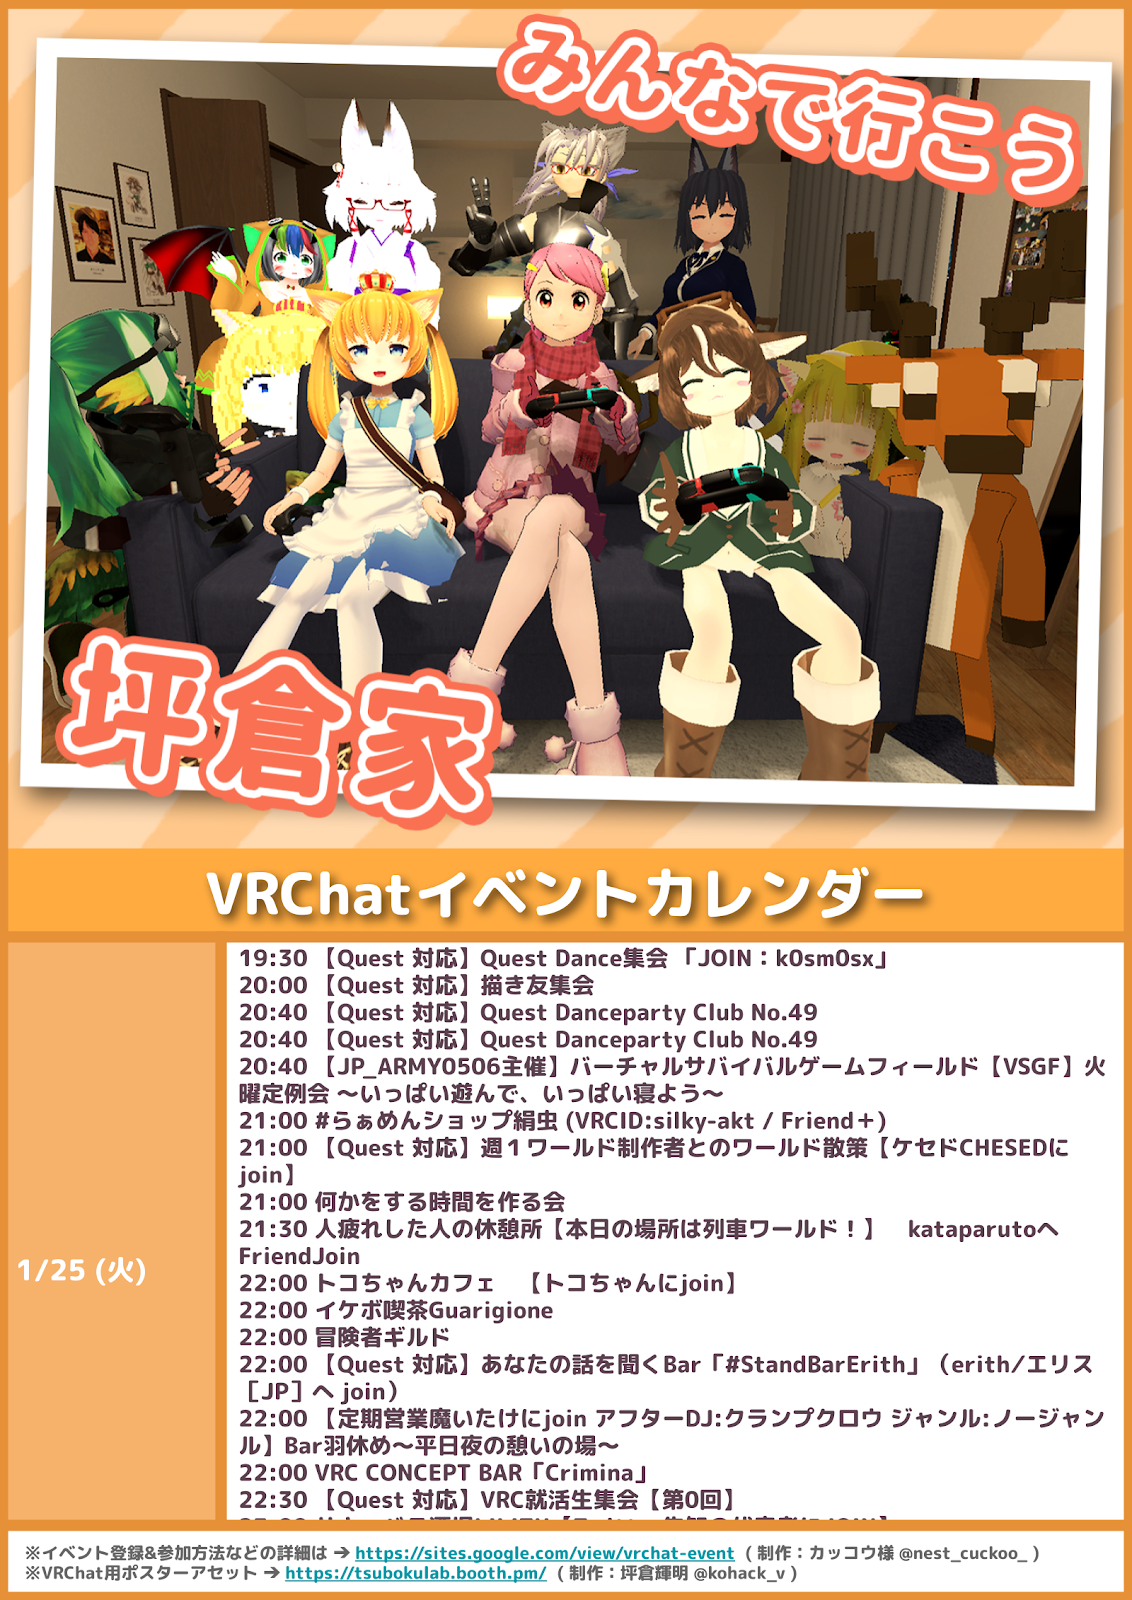 みんなで行こう
坪倉家
VRChatイベントカレンダー
1/25 (火)
19:30 【Quest 対応】Quest Dance集会 「JOIN：k0sm0sx」
20:00 【Quest 対応】描き友集会
20:40 【Quest 対応】Quest Danceparty Club No.49
20:40 【Quest 対応】Quest Danceparty Club No.49
20:40 【JP_ARMY0506主催】バーチャルサバイバルゲームフィールド【VSGF】火
曜定例会 ～いっぱい遊んで、いっぱい寝よう～
21:00 #らぁめんショップ絹虫 (VRCID:silky-akt / Friend＋)
21:00 【Quest 対応】週１ワールド制作者とのワールド散策【ケセドCHESEDに
join】
21:00 何かをする時間を作る会
21:30 人疲れした人の休憩所【本日の場所は列車ワールド！】　kataparutoへ
FriendJoin
22:00 トコちゃんカフェ　【トコちゃんにjoin】
22:00 イケボ喫茶Guarigione
22:00 冒険者ギルド
22:00 【Quest 対応】あなたの話を聞くBar「#StandBarErith」（erith/エリス
［JP］へ join）
22:00 【定期営業魔いたけにjoin アフターDJ:クランプクロウ ジャンル:ノージャン
ル】Bar羽休め～平日夜の憩いの場～
22:00 VRC CONCEPT BAR「Crimina」
22:30 【Quest 対応】VRC就活生集会【第0回】
※イベント登録&参加方法などの詳細は → https://sites.google.com/view/vrchat-event （ 制作：カッコウ様 @nest_cuckoo_ ）
※VRChat用ポスターアセット → https://tsubokulab.booth.pm/ （ 制作：坪倉輝明 @kohack_v ）